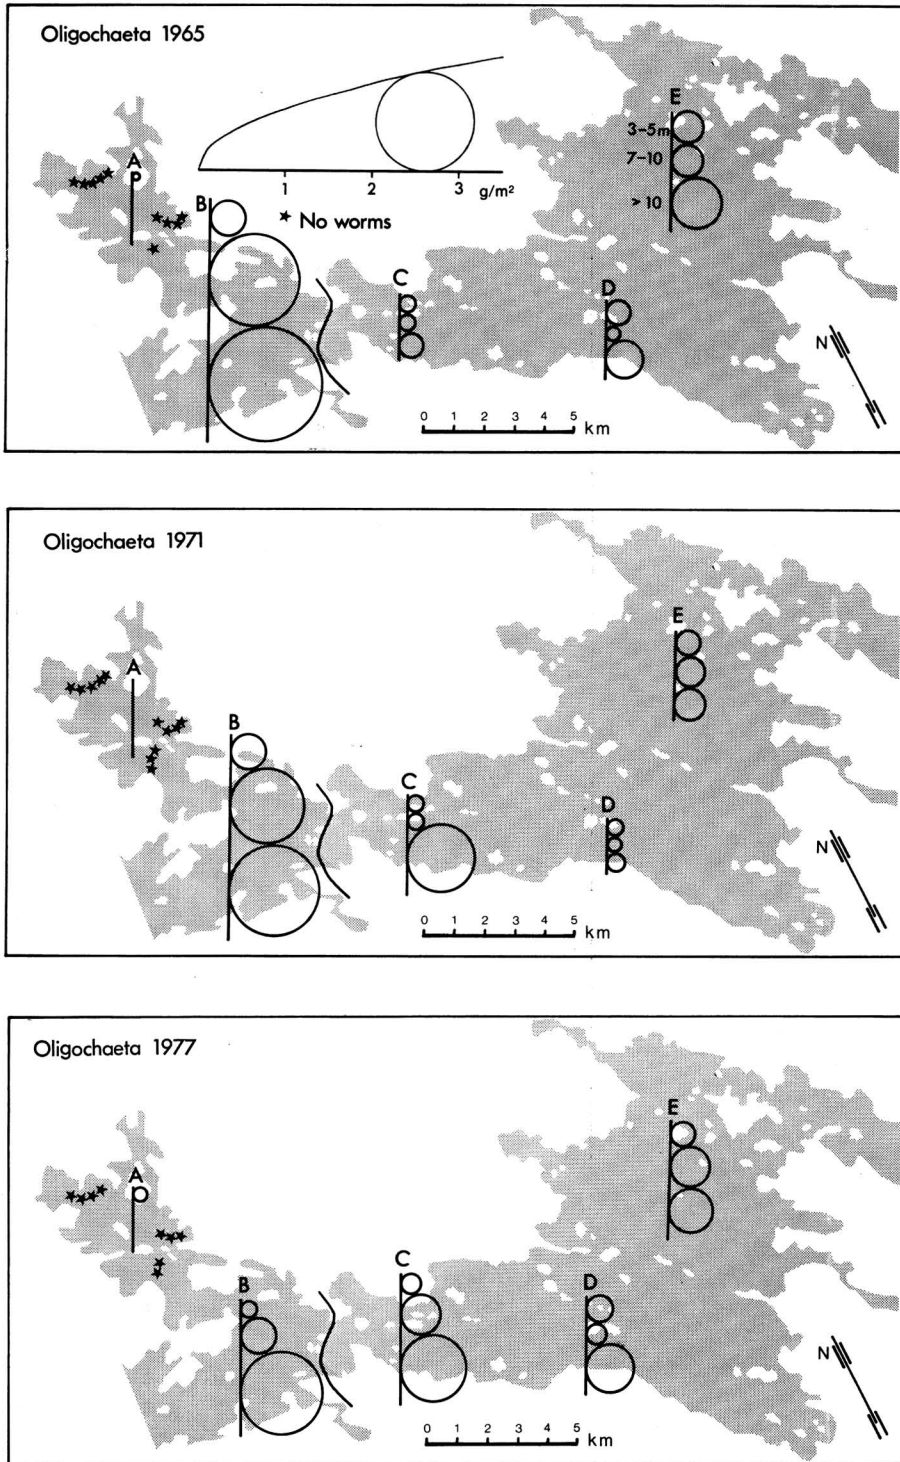 Oligochaeta 1965
E
3–5m
7–10
> 10
A
B
1 2 3 g/m²
★ No worms
C
D
N
0 1 2 3 4 5 km
Oligochaeta 1971
E
A
B
C
D
N
0 1 2 3 4 5 km
Oligochaeta 1977
E
A
B
C
D
N
0 1 2 3 4 5 km